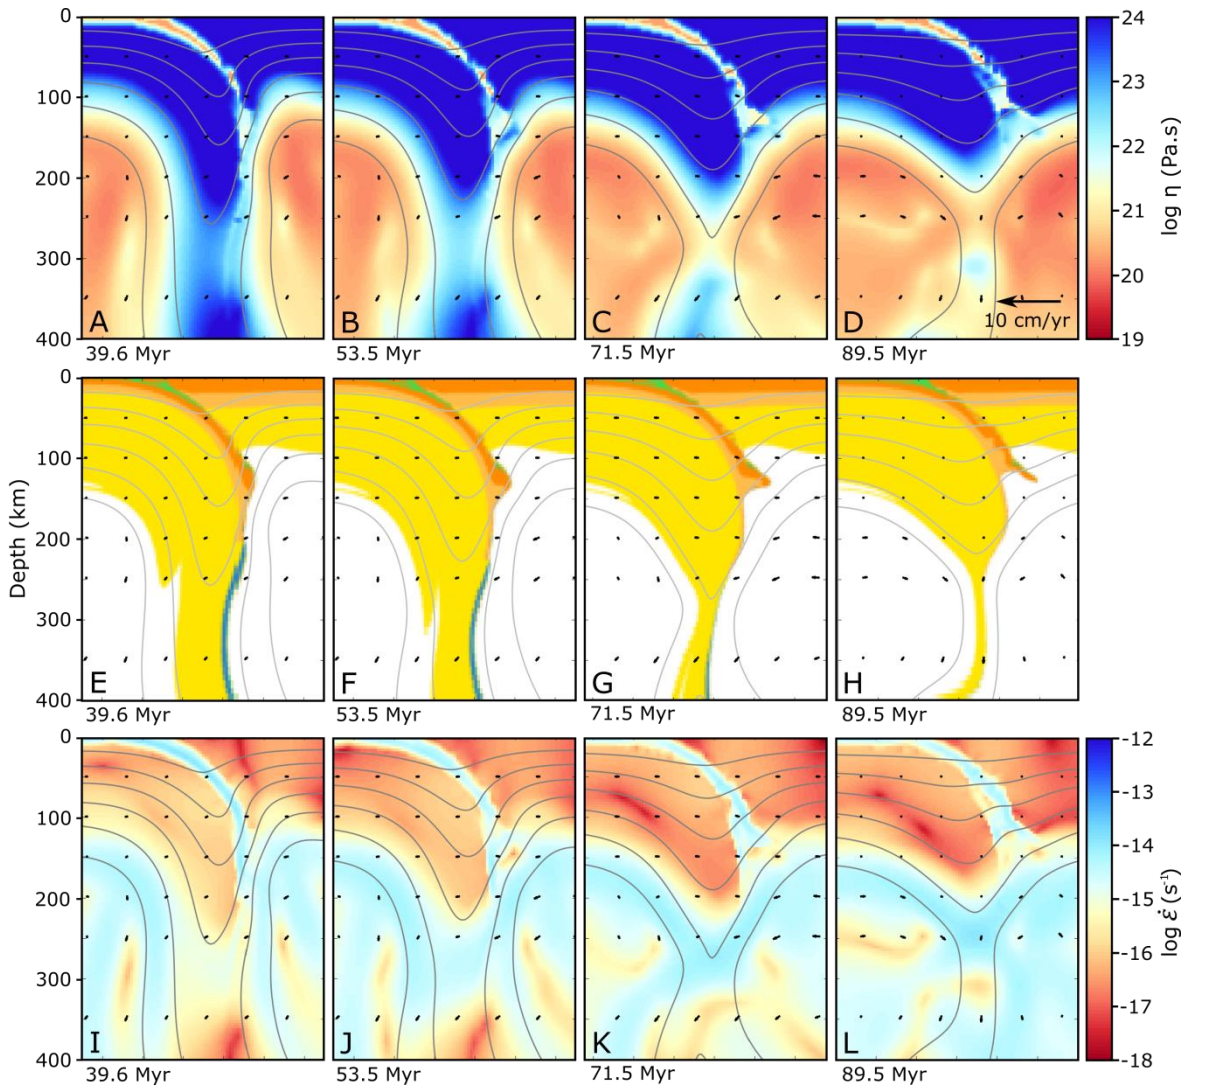 0
100
200
300
400
A
B
C
D
10 cm/yr
39.6 Myr
53.5 Myr
71.5 Myr
89.5 Myr
24
23
22
21
20
19
log η (Pa.s)
Depth (km)
0
100
200
300
400
E
F
G
H
39.6 Myr
53.5 Myr
71.5 Myr
89.5 Myr
0
100
200
300
400
I
J
K
L
39.6 Myr
53.5 Myr
71.5 Myr
89.5 Myr
-12
-13
-14
-15
-16
-17
-18
log ε̇ (s⁻¹)